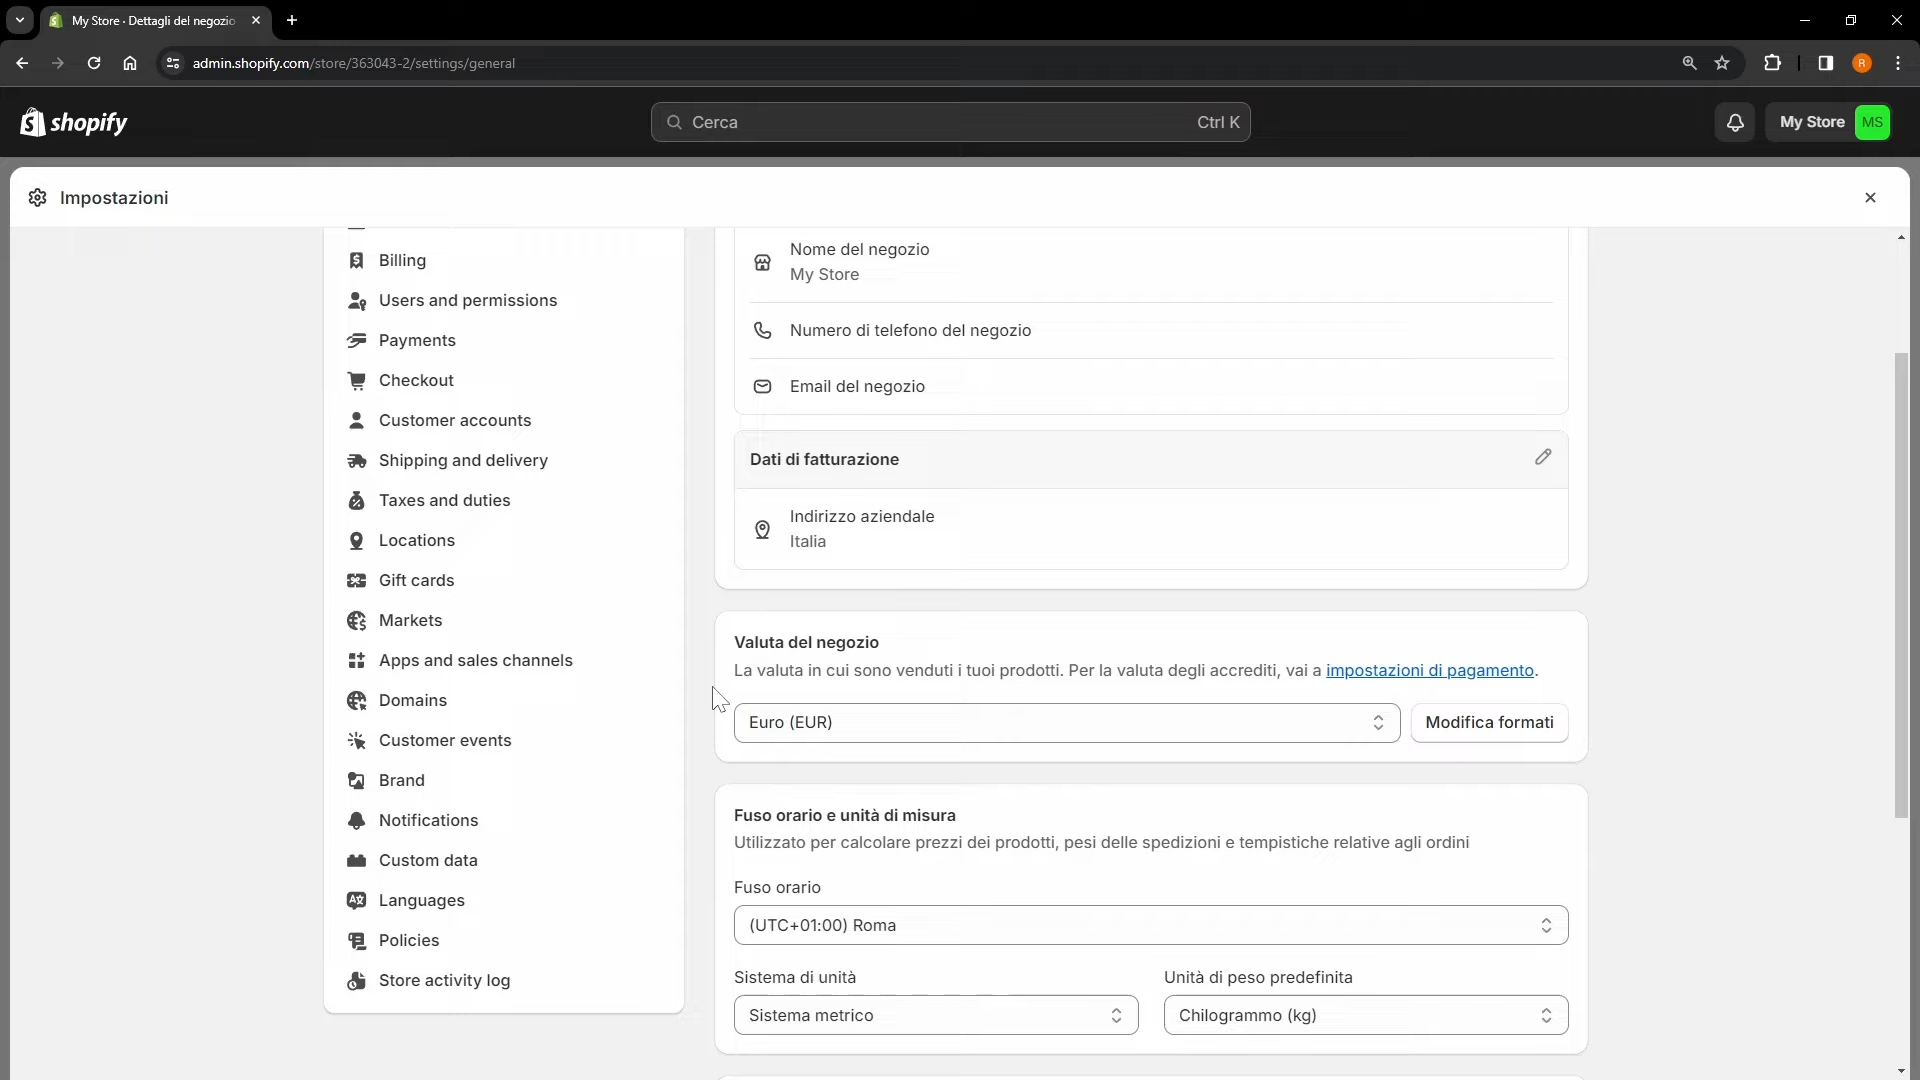 My Store · Dettagli del negozio
admin.shopify.com/store/363043-2/settings/general
R
shopify
Cerca
Ctrl K
My Store
MS
Impostazioni
Billing
Users and permissions
Payments
Checkout
Customer accounts
Shipping and delivery
Taxes and duties
Locations
Gift cards
Markets
Apps and sales channels
Domains
Customer events
Brand
Notifications
Custom data
Languages
Policies
Store activity log
Nome del negozio
My Store
Numero di telefono del negozio
Email del negozio
Dati di fatturazione
Indirizzo aziendale
Italia
Valuta del negozio
La valuta in cui sono venduti i tuoi prodotti. Per la valuta degli accrediti, vai a impostazioni di pagamento.
Euro (EUR)
Modifica formati
Fuso orario e unità di misura
Utilizzato per calcolare prezzi dei prodotti, pesi delle spedizioni e tempistiche relative agli ordini
Fuso orario
(UTC+01:00) Roma
Sistema di unità
Unità di peso predefinita
Sistema metrico
Chilogrammo (kg)